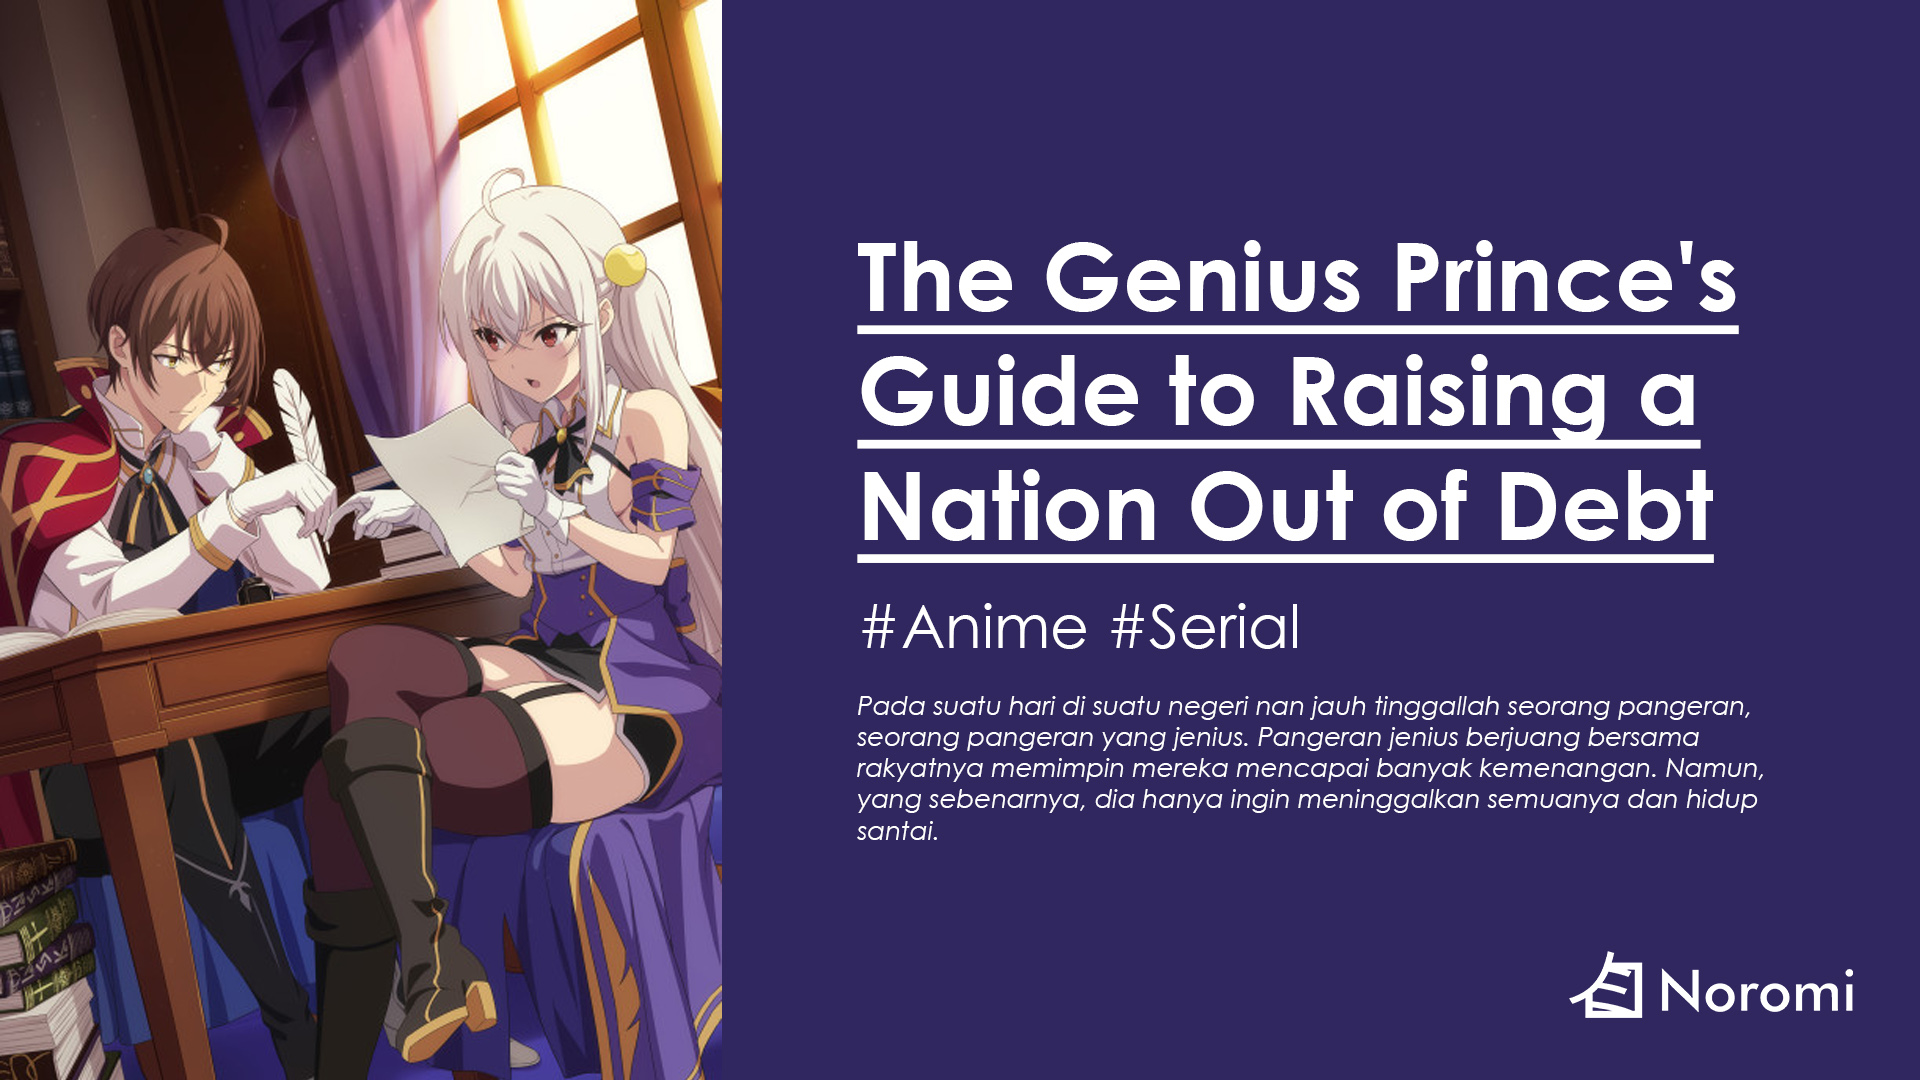 The Genius Prince's
Guide to Raising a
Nation Out of Debt
#Anime #Serial
Pada suatu hari di suatu negeri nan jauh tinggallah seorang pangeran,
seorang pangeran yang jenius. Pangeran jenius berjuang bersama
rakyatnya memimpin mereka mencapai banyak kemenangan. Namun,
yang sebenarnya, dia hanya ingin meninggalkan semuanya dan hidup
santai.
Noromi